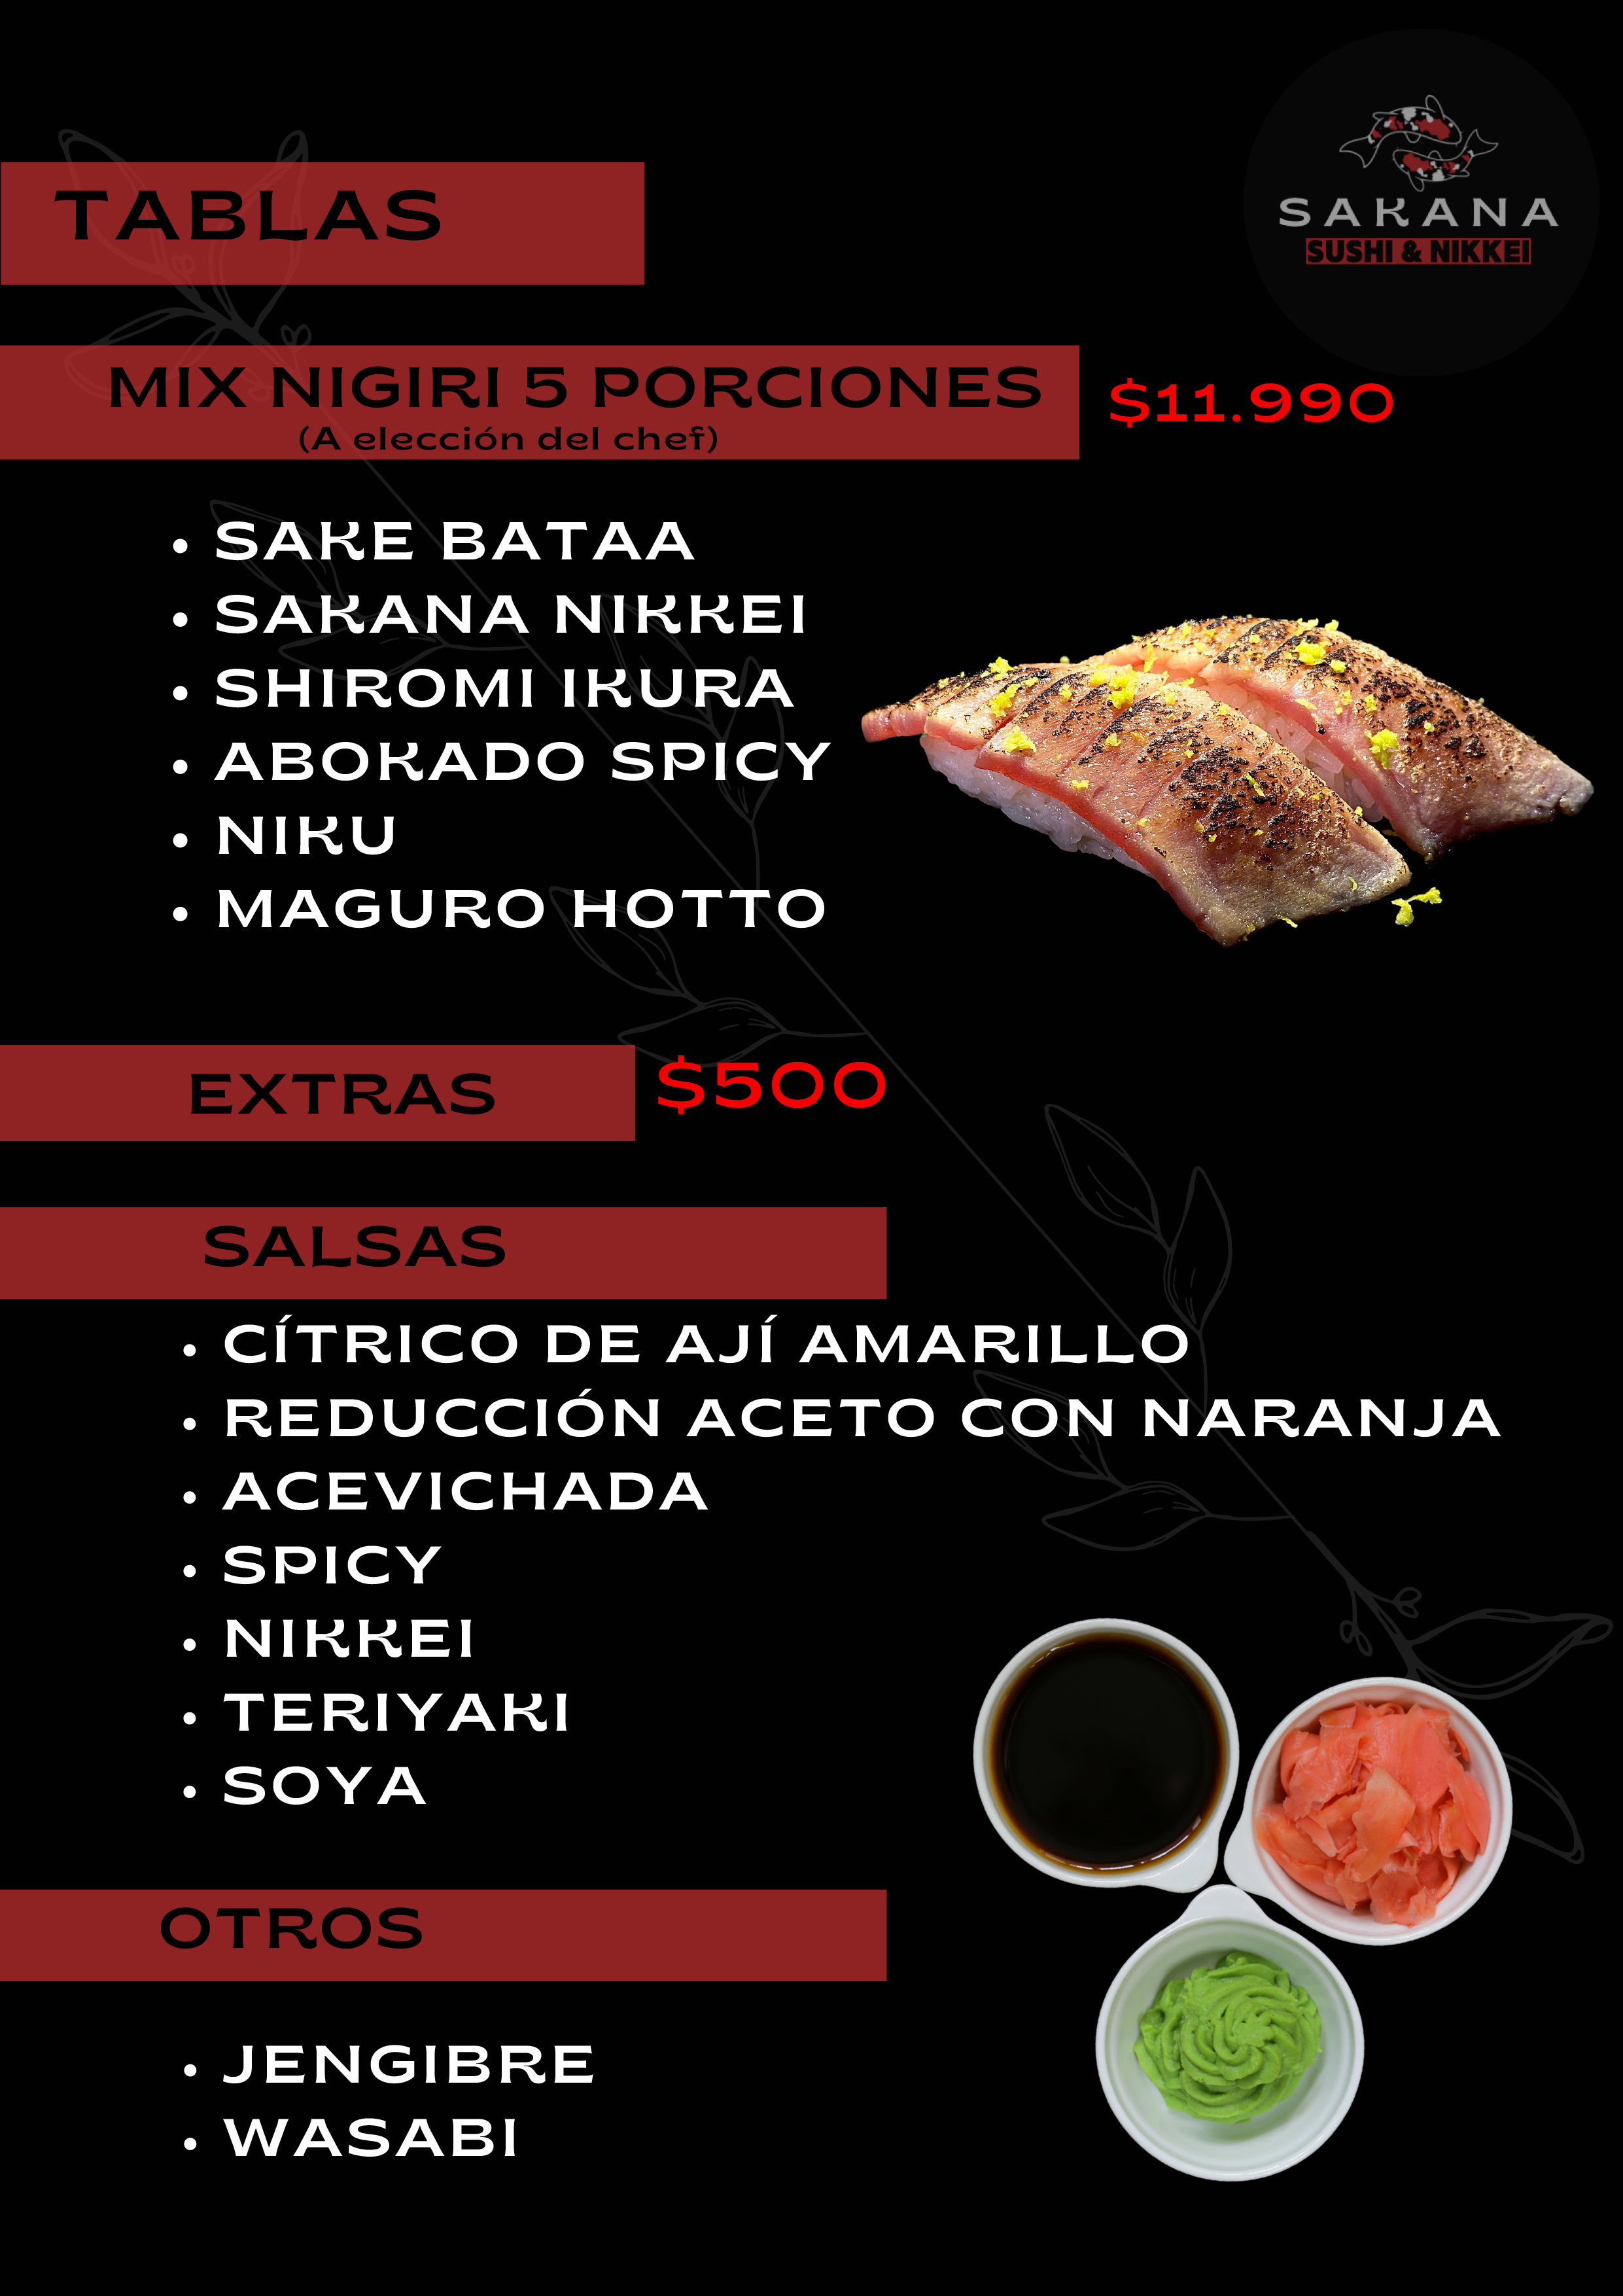 SAKANA
SUSHI & NIKKEI
TABLAS
MIX NIGIRI 5 PORCIONES
(A elección del chef)
$11.990
• SAKE BATAA
• SAKANA NIKKEI
• SHIROMI IKURA
• ABOKADO SPICY
• NIKU
• MAGURO HOTTO
EXTRAS
$500
SALSAS
• CÍTRICO DE AJÍ AMARILLO
• REDUCCIÓN ACETO CON NARANJA
• ACEVICHADA
• SPICY
• NIKKEI
• TERIYAKI
• SOYA
OTROS
• JENGIBRE
• WASABI